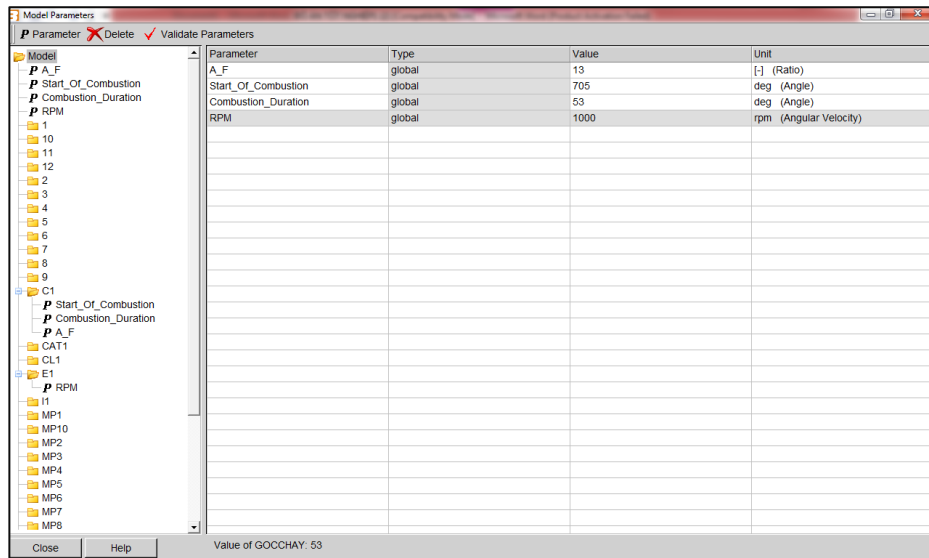 Model Parameters
P Parameter Delete Validate Parameters
Model
P A_F
P Start_Of_Combustion
P Combustion_Duration
P RPM
1
10
11
12
2
3
4
5
6
7
8
9
C1
P Start_Of_Combustion
P Combustion_Duration
P A_F
CAT1
CL1
E1
P RPM
I1
MP1
MP10
MP2
MP3
MP4
MP5
MP6
MP7
MP8
Parameter Type Value Unit
A_F global 13 [-] (Ratio)
Start_Of_Combustion global 705 deg (Angle)
Combustion_Duration global 53 deg (Angle)
RPM global 1000 rpm (Angular Velocity)
Close Help Value of GOCCHAY: 53